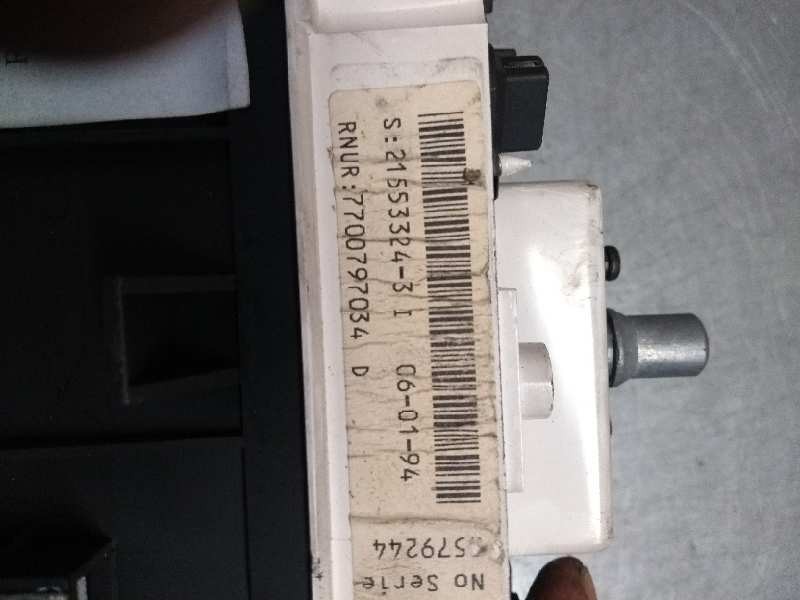 S:21553324-3 I 06-01-94
RNUR:7700797034 D
No Serie
579244